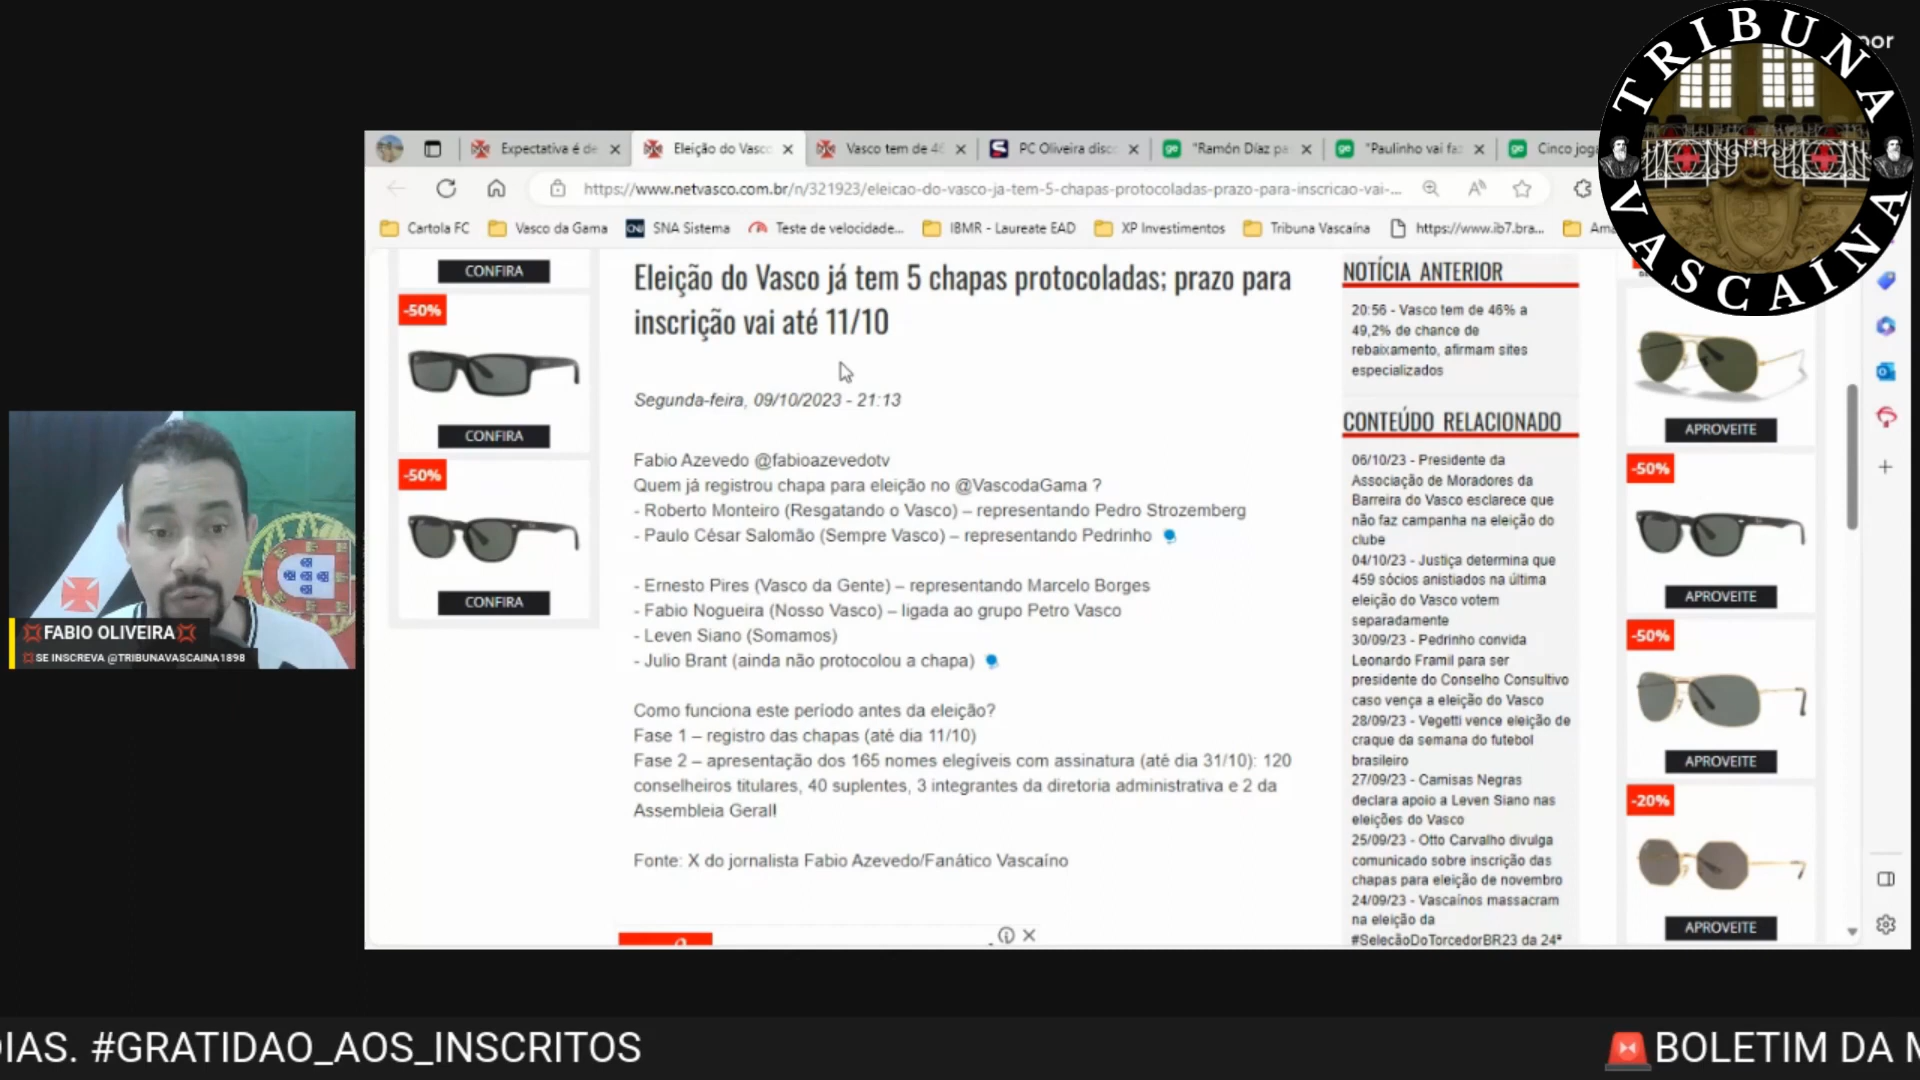 TRIBUNA VASCAÍNA
por
Expectativa é de
Eleição do Vasco
Vasco tem de 46
PC Oliveira disc
"Ramón Díaz pa
"Paulinho vai fa
Cinco joga
https://www.netvasco.com.br/n/321923/eleicao-do-vasco-ja-tem-5-chapas-protocoladas-prazo-para-inscricao-vai-...
Cartola FC
Vasco da Gama
SNA Sistema
Teste de velocidade...
IBMR - Laureate EAD
XP Investimentos
Tribuna Vascaína
https://www.ib7.bra...
Ama
CONFIRA
-50%
CONFIRA
-50%
CONFIRA
Eleição do Vasco já tem 5 chapas protocoladas; prazo para
inscrição vai até 11/10
Segunda-feira, 09/10/2023 - 21:13
Fabio Azevedo @fabioazevedotv
Quem já registrou chapa para eleição no @VascodaGama ?
- Roberto Monteiro (Resgatando o Vasco) – representando Pedro Strozemberg
- Paulo César Salomão (Sempre Vasco) – representando Pedrinho
- Ernesto Pires (Vasco da Gente) – representando Marcelo Borges
- Fabio Nogueira (Nosso Vasco) – ligada ao grupo Petro Vasco
- Leven Siano (Somamos)
- Julio Brant (ainda não protocolou a chapa)
Como funciona este período antes da eleição?
Fase 1 – registro das chapas (até dia 11/10)
Fase 2 – apresentação dos 165 nomes elegíveis com assinatura (até dia 31/10): 120
conselheiros titulares, 40 suplentes, 3 integrantes da diretoria administrativa e 2 da
Assembleia Geral!
Fonte: X do jornalista Fabio Azevedo/Fanático Vascaíno
NOTÍCIA ANTERIOR
20:56 - Vasco tem de 46% a
49,2% de chance de
rebaixamento, afirmam sites
especializados
CONTEÚDO RELACIONADO
06/10/23 - Presidente da
Associação de Moradores da
Barreira do Vasco esclarece que
não faz campanha na eleição do
clube
04/10/23 - Justiça determina que
459 sócios anistiados na última
eleição do Vasco votem
separadamente
30/09/23 - Pedrinho convida
Leonardo Framil para ser
presidente do Conselho Consultivo
caso vença a eleição do Vasco
28/09/23 - Vegetti vence eleição de
craque da semana do futebol
brasileiro
27/09/23 - Camisas Negras
declara apoio a Leven Siano nas
eleições do Vasco
25/09/23 - Otto Carvalho divulga
comunicado sobre inscrição das
chapas para eleição de novembro
24/09/23 - Vascaínos massacram
na eleição da
#SeleçãoDoTorcedorBR23 da 24ª
APROVEITE
-50%
APROVEITE
-50%
APROVEITE
-20%
APROVEITE
FABIO OLIVEIRA
SE INSCREVA @TRIBUNAVASCAINA1898
DIAS. #GRATIDAO_AOS_INSCRITOS
BOLETIM DA M